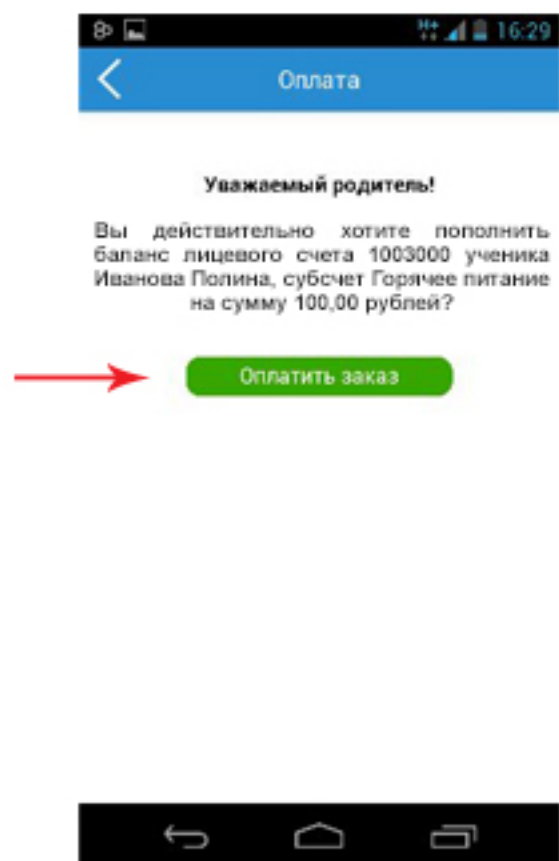 16:29
Оплата
Уважаемый родитель!
Вы действительно хотите пополнить
баланс лицевого счета 1003000 ученика
Иванова Полина, субсчет Горячее питание
на сумму 100,00 рублей?
Оплатить заказ